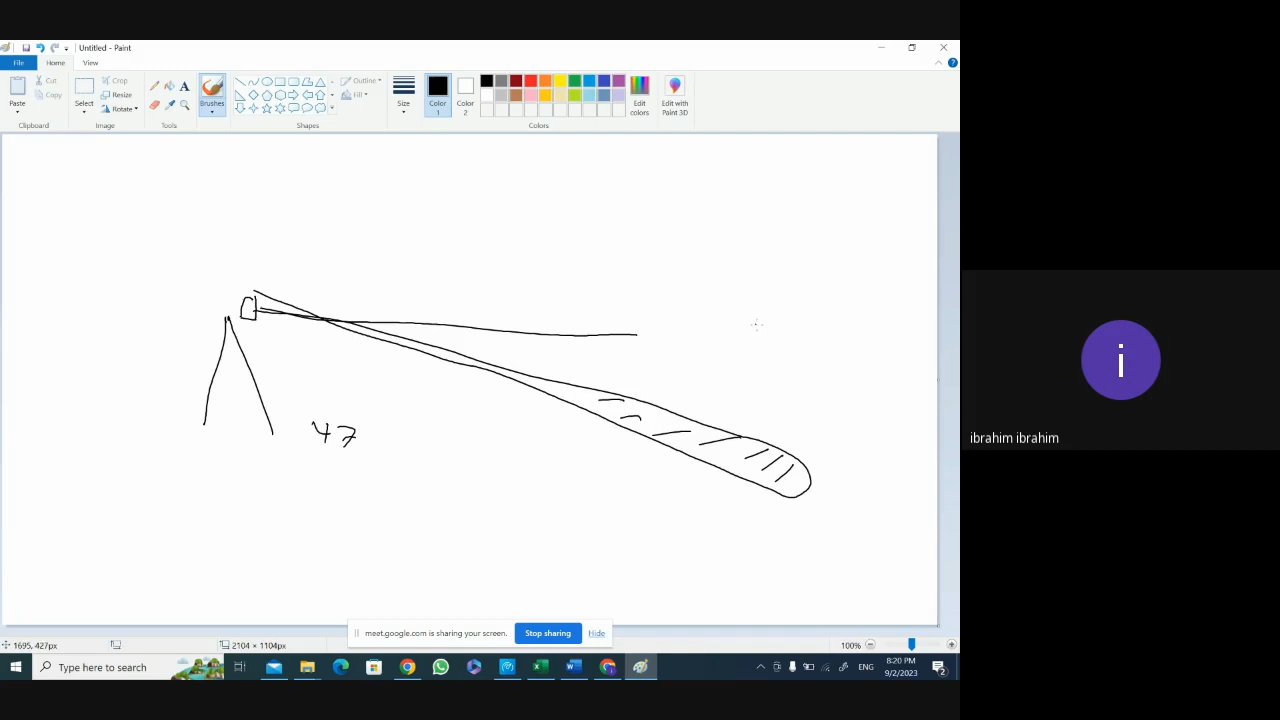 Untitled - Paint
File
Home
View
Paste
Cut
Copy
Clipboard
Select
Crop
Resize
Rotate
Image
Tools
Brushes
Shapes
Outline
Fill
Size
Color 1
Color 2
Colors
Edit colors
Edit with Paint 3D
47
i
ibrahim ibrahim
meet.google.com is sharing your screen.
Stop sharing
Hide
1695, 427px
2104 × 1104px
100%
Type here to search
ENG
8:20 PM
9/2/2023
2